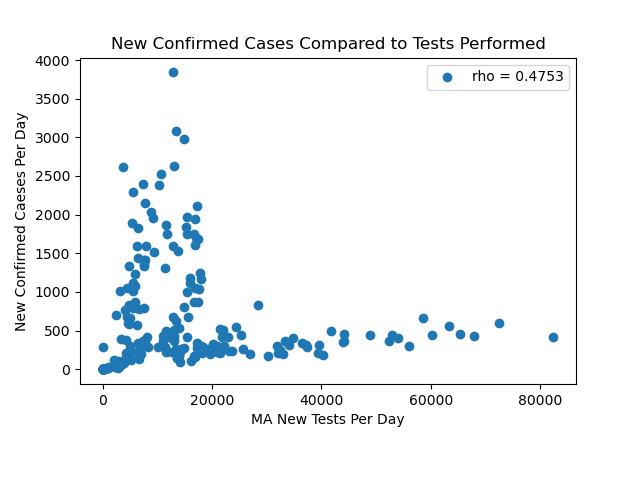 New Confirmed Cases Compared to Tests Performed
rho = 0.4753
New Confirmed Caeses Per Day
4000
3500
3000
2500
2000
1500
1000
500
0
0 20000 40000 60000 80000
MA New Tests Per Day